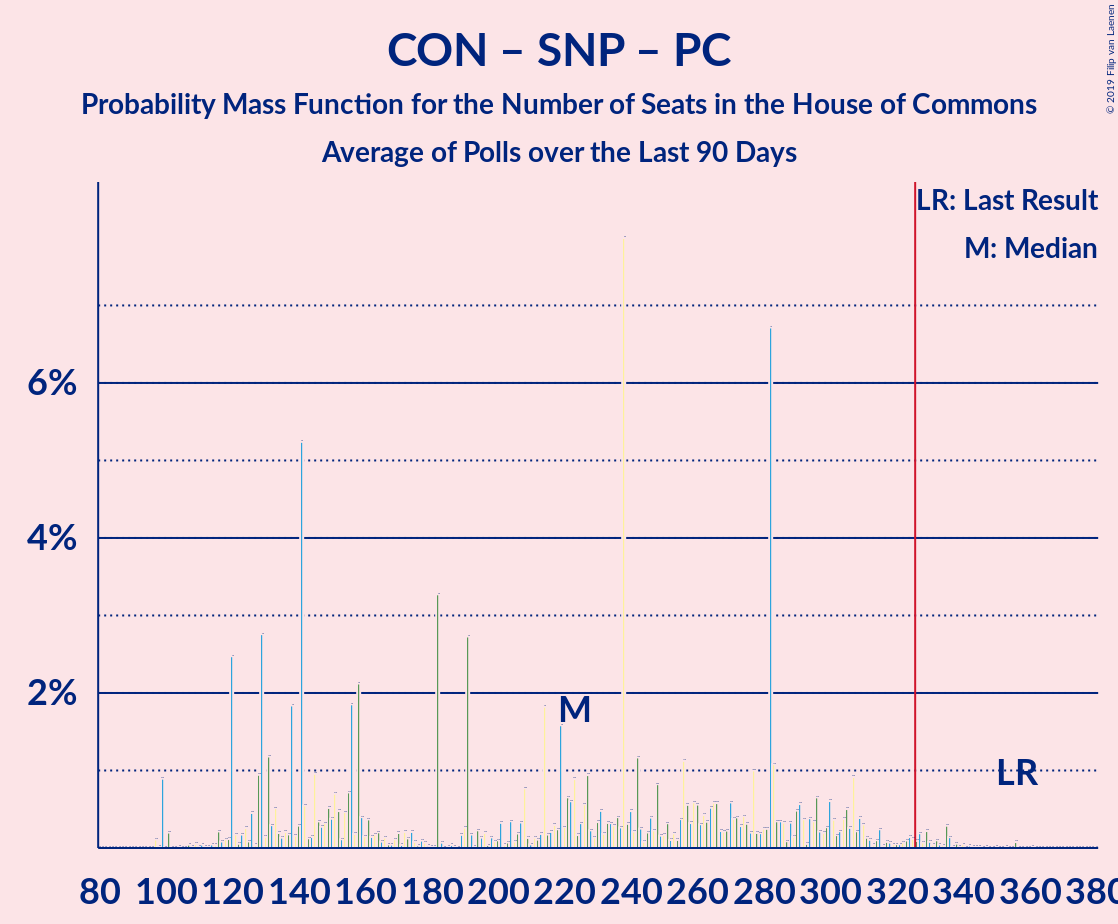 CON – SNP – PC
Probability Mass Function for the Number of Seats in the House of Commons
Average of Polls over the Last 90 Days
© 2019 Filip van Laenen
LR: Last Result
M: Median
6%
4%
2%
M
LR
80 100 120 140 160 180 200 220 240 260 280 300 320 340 360 380